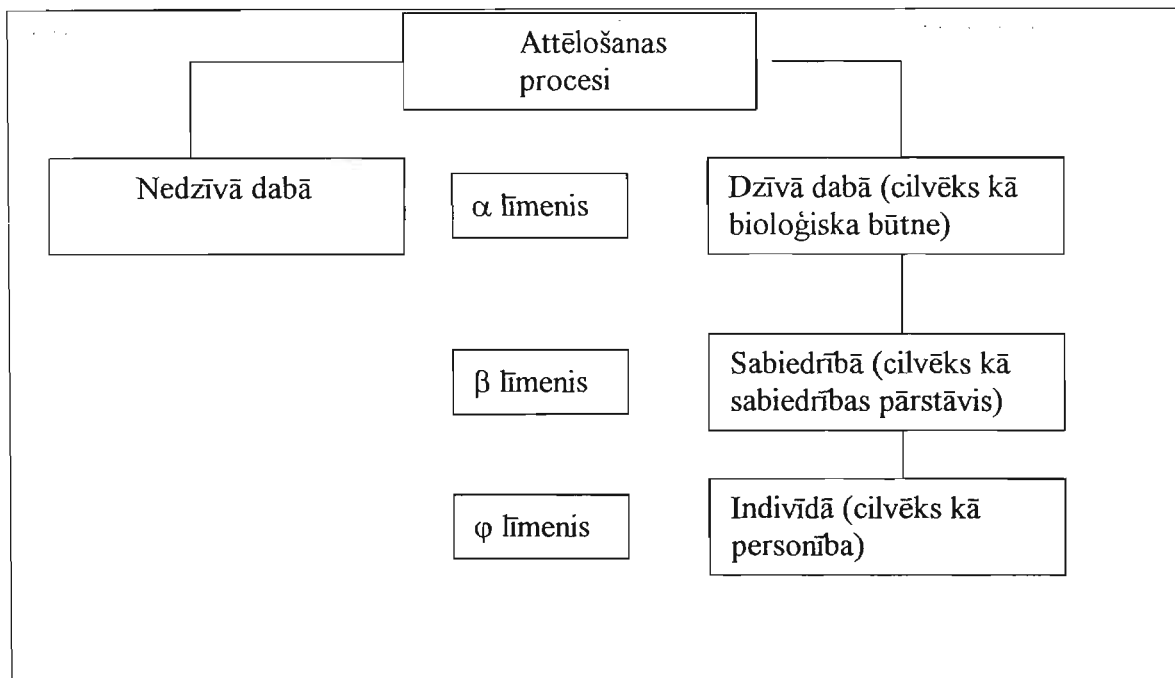 Attēlošanas
procesi
Nedzīvā dabā
α līmenis
Dzīvā dabā (cilvēks kā
bioloģiska būtne)
β līmenis
Sabiedrībā (cilvēks kā
sabiedrības pārstāvis)
φ līmenis
Indivīdā (cilvēks kā
personība)